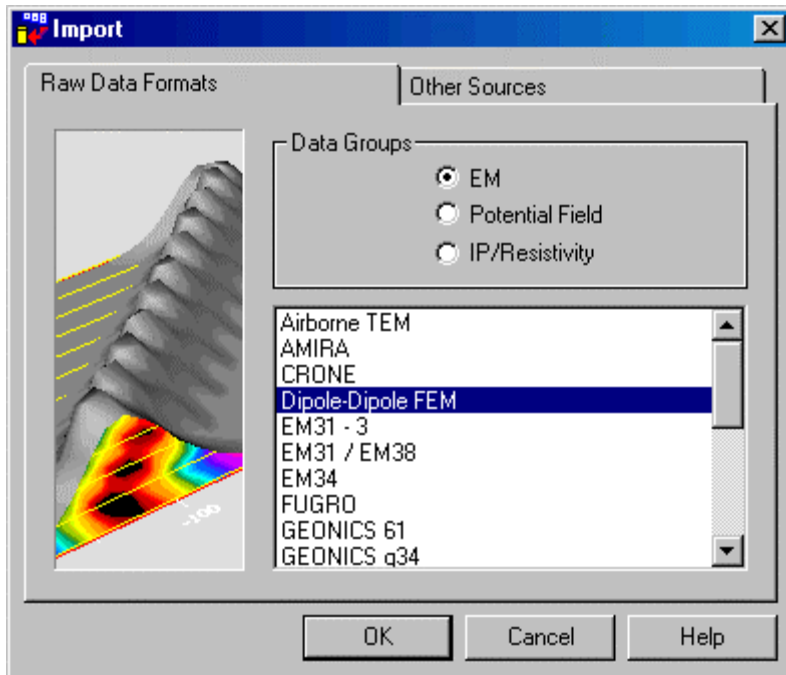 Import
Raw Data Formats
Other Sources
Data Groups
EM
Potential Field
IP/Resistivity
Airborne TEM
AMIRA
CRONE
Dipole-Dipole FEM
EM31 - 3
EM31 / EM38
EM34
FUGRO
GEONICS 61
GEONICS g34
-100
OK
Cancel
Help